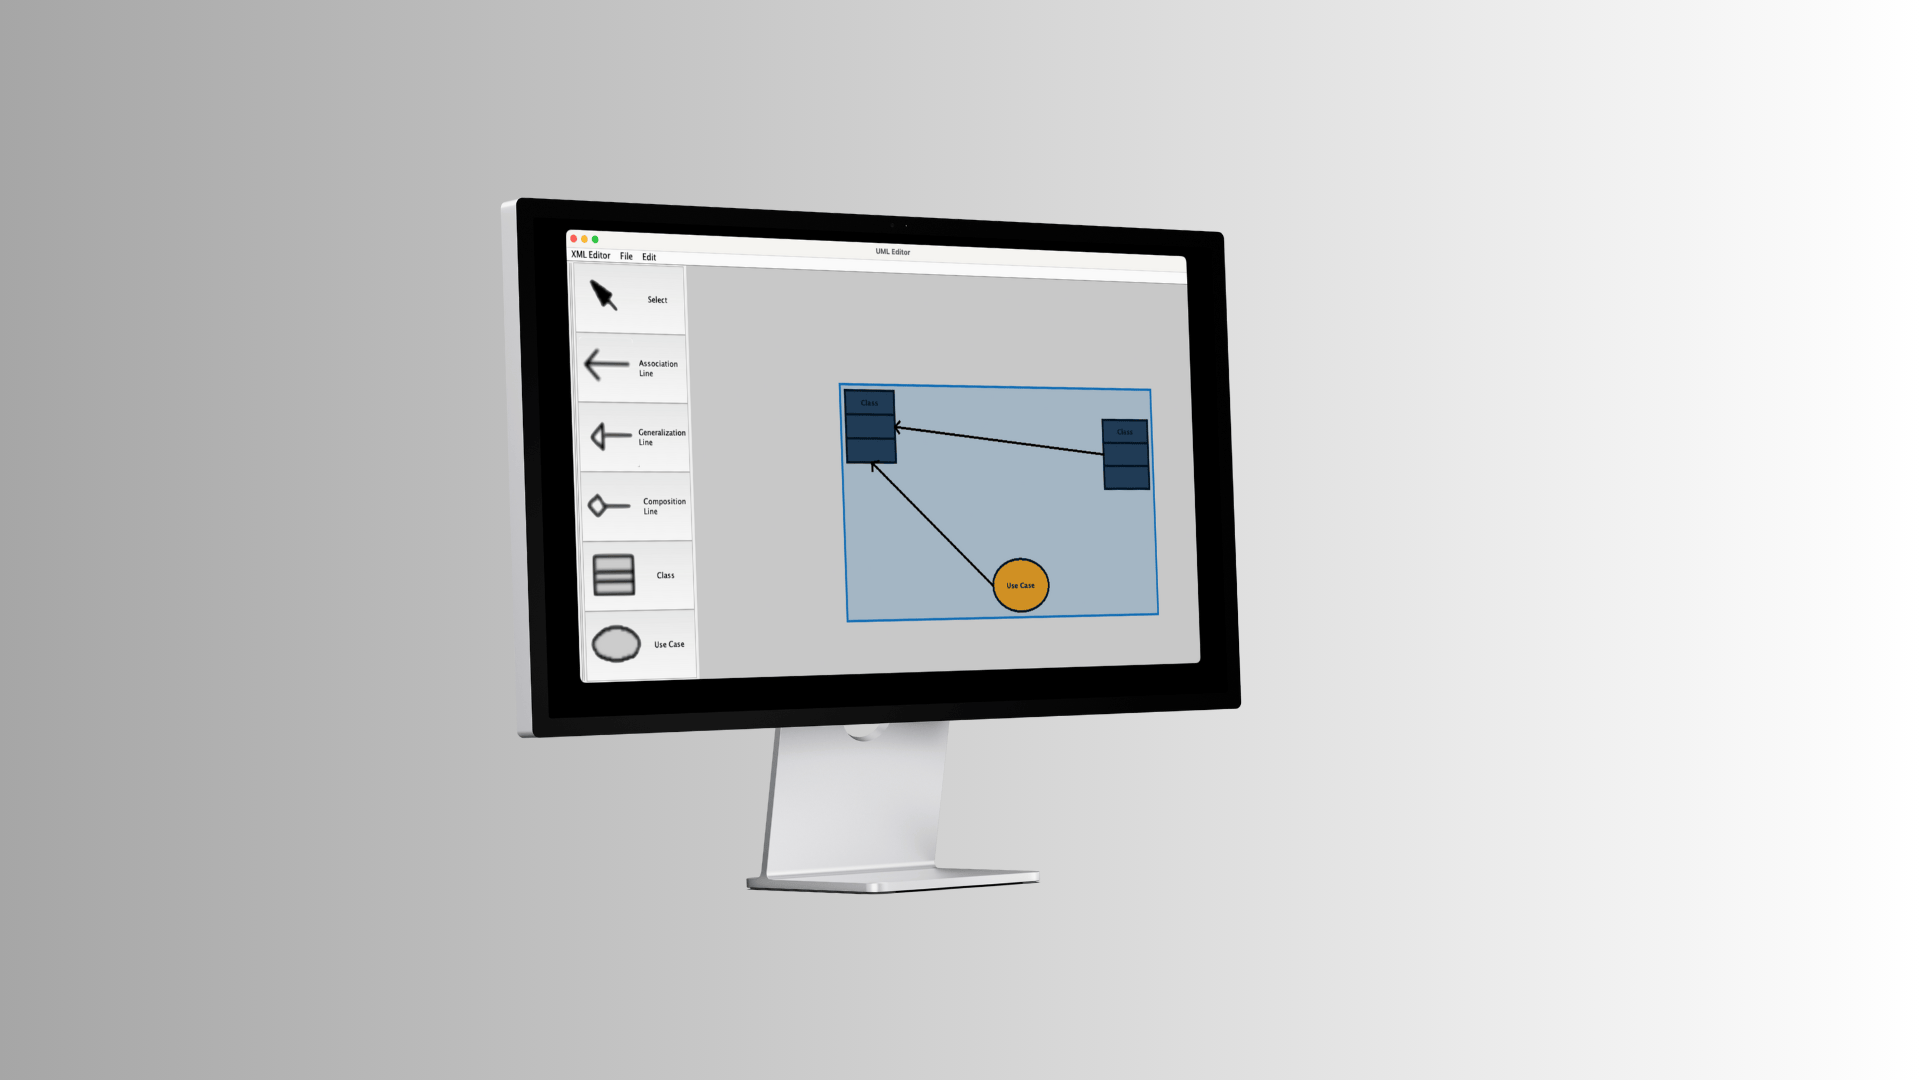 UML Editor
XML Editor File Edit
Select
Association
Line
Generalization
Line
Composition
Line
Class
Use Case
Class
Class
Use Case